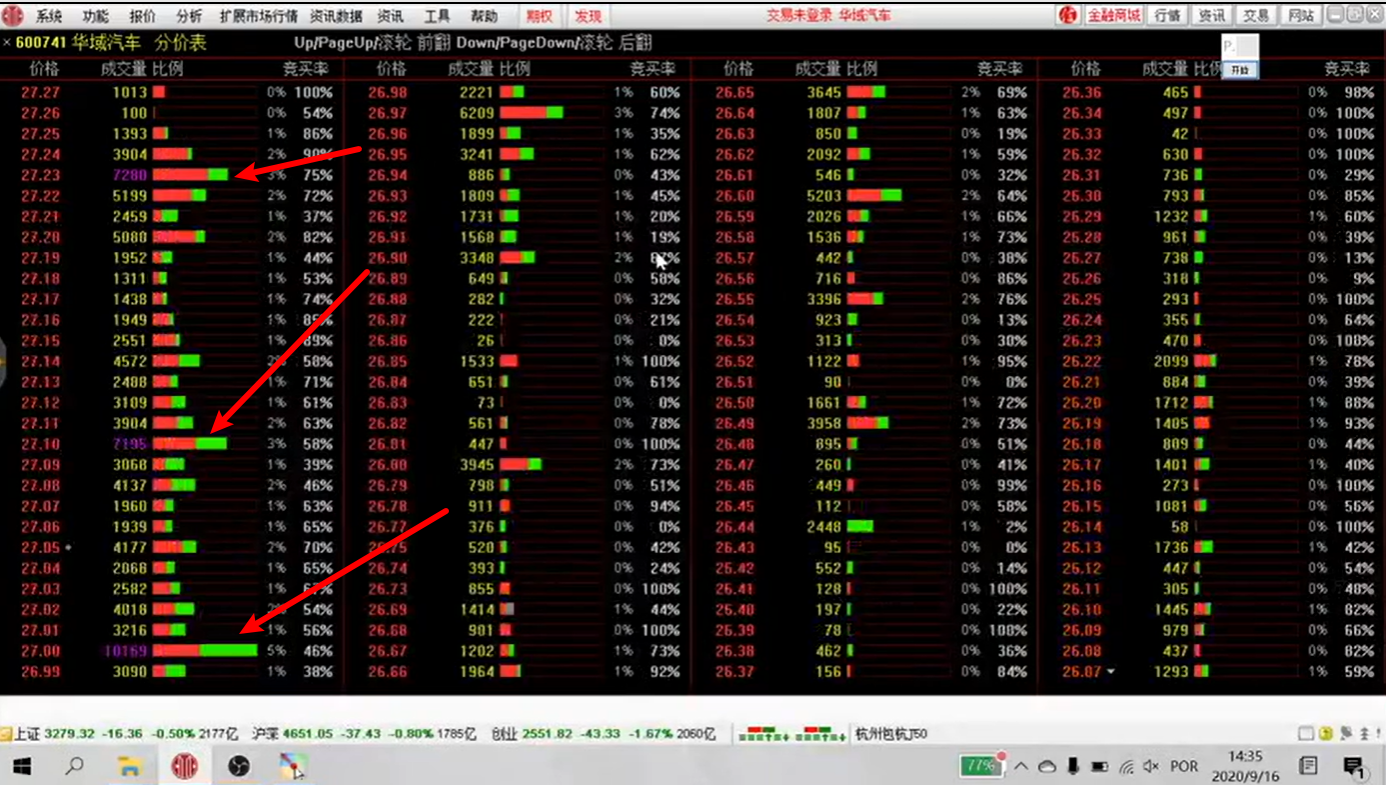 系统 功能 报价 分析 扩展市场行情 资讯数据 资讯 工具 帮助 期权 发现 交易未登录 华域汽车 金融商城 行情 资讯 交易 网站
× 600741 华域汽车 分价表 Up/PageUp/滚轮 前翻 Down/PageDown/滚轮 后翻 P.
价格 成交量 比例 竞买率 价格 成交量 比例 竞买率 价格 成交量 比例 竞买率 价格 成交量 比例 开始 竞买率
27.27 1013 0% 100% 26.98 2221 1% 60% 26.65 3645 2% 69% 26.36 465 0% 98%
27.26 100 0% 54% 26.97 6209 3% 74% 26.64 1807 1% 63% 26.34 497 0% 100%
27.25 1393 1% 86% 26.96 1899 1% 35% 26.63 850 0% 19% 26.33 42 0% 100%
27.24 3904 2% 90% 26.95 3241 1% 62% 26.62 2092 1% 59% 26.32 630 0% 100%
27.23 7280 3% 75% 26.94 886 0% 43% 26.61 546 0% 32% 26.31 736 0% 29%
27.22 5199 2% 72% 26.93 1809 1% 45% 26.60 5203 2% 64% 26.30 793 0% 85%
27.21 2459 1% 37% 26.92 1731 1% 20% 26.59 2026 1% 66% 26.29 1232 1% 60%
27.20 5080 2% 82% 26.91 1568 1% 19% 26.58 1536 1% 73% 26.28 961 0% 39%
27.19 1952 1% 44% 26.90 3348 2% 26.57 442 0% 38% 26.27 738 0% 13%
27.18 1311 1% 53% 26.89 649 0% 58% 26.56 716 0% 86% 26.26 318 0% 9%
27.17 1438 1% 74% 26.88 282 0% 32% 26.55 3396 2% 76% 26.25 293 0% 100%
27.16 1949 1% 85% 26.87 222 0% 21% 26.54 923 0% 13% 26.24 355 0% 64%
27.15 2551 1% 89% 26.86 26 0% 0% 26.53 313 0% 30% 26.23 470 0% 100%
27.14 4572 2% 58% 26.85 1533 1% 100% 26.52 1122 1% 95% 26.22 2099 1% 78%
27.13 2488 1% 71% 26.84 651 0% 61% 26.51 90 0% 0% 26.21 884 0% 39%
27.12 3109 1% 61% 26.83 73 0% 0% 26.50 1661 1% 72% 26.20 1712 1% 88%
27.11 3904 2% 63% 26.82 561 0% 78% 26.49 3958 2% 73% 26.19 1405 1% 93%
27.10 7195 3% 58% 26.81 447 0% 100% 26.48 895 0% 51% 26.18 809 0% 44%
27.09 3068 1% 39% 26.80 3945 2% 73% 26.47 260 0% 41% 26.17 1401 1% 40%
27.08 4137 2% 46% 26.79 798 0% 51% 26.46 449 0% 99% 26.16 273 0% 100%
27.07 1960 1% 63% 26.78 911 0% 94% 26.45 112 0% 58% 26.15 1081 0% 56%
27.06 1939 1% 65% 26.77 376 0% 0% 26.44 2448 1% 2% 26.14 58 0% 100%
27.05 4177 2% 70% 26.75 520 0% 42% 26.43 95 0% 0% 26.13 1736 1% 42%
27.04 2068 1% 65% 26.74 393 0% 24% 26.42 552 0% 14% 26.12 447 0% 54%
27.03 2582 1% 67% 26.73 855 0% 100% 26.41 128 0% 100% 26.11 305 0% 48%
27.02 4018 2% 54% 26.69 1414 1% 44% 26.40 197 0% 22% 26.10 1445 1% 82%
27.01 3216 1% 56% 26.68 901 0% 100% 26.39 78 0% 100% 26.09 979 0% 66%
27.00 10169 5% 46% 26.67 1202 1% 73% 26.38 462 0% 36% 26.08 437 0% 82%
26.99 3090 1% 38% 26.66 1964 1% 92% 26.37 156 0% 84% 26.07 1293 1% 59%
上证 3279.32 -16.36 -0.50% 2177亿 沪深 4651.05 -37.43 -0.80% 1785亿 创业 2551.82 -43.33 -1.67% 2060亿 杭州包杭J50
77% POR 14:35
2020/9/16 1